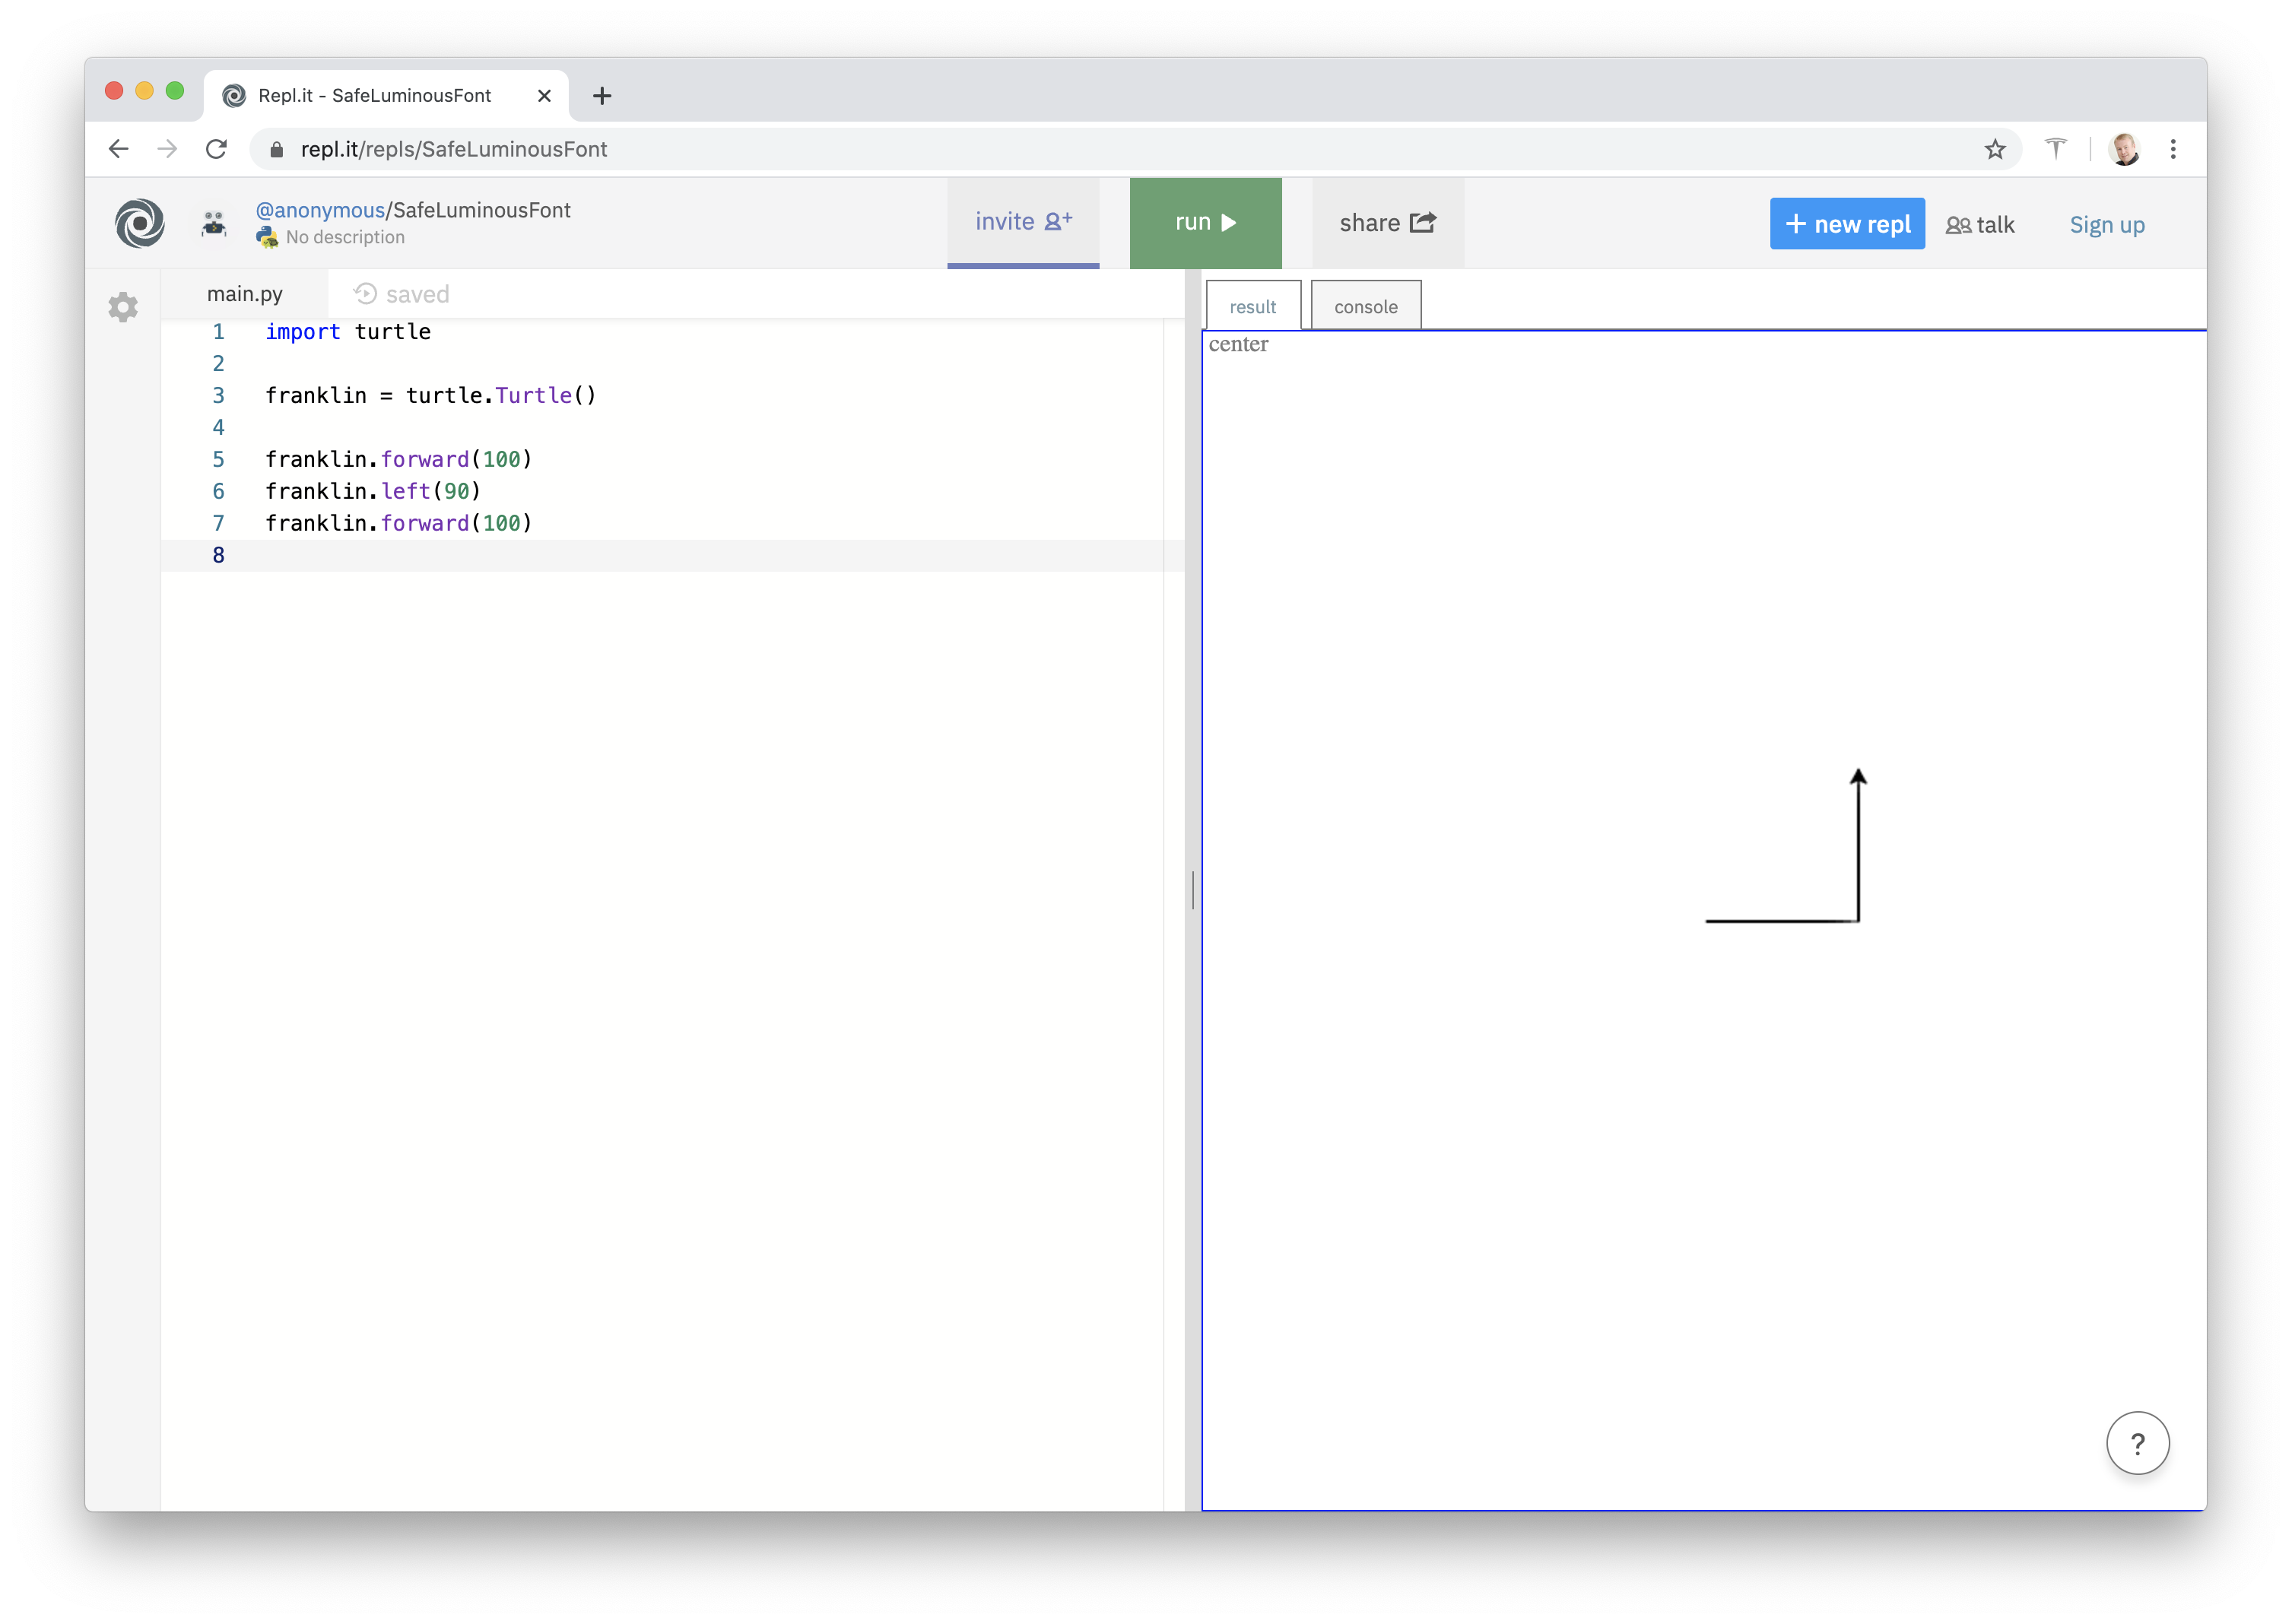 Repl.it - SafeLuminousFont
repl.it/repls/SafeLuminousFont
@anonymous/SafeLuminousFont
No description
invite
run
share
+ new repl
talk
Sign up
main.py
saved
1 import turtle
2
3 franklin = turtle.Turtle()
4
5 franklin.forward(100)
6 franklin.left(90)
7 franklin.forward(100)
8
result
console
center
?